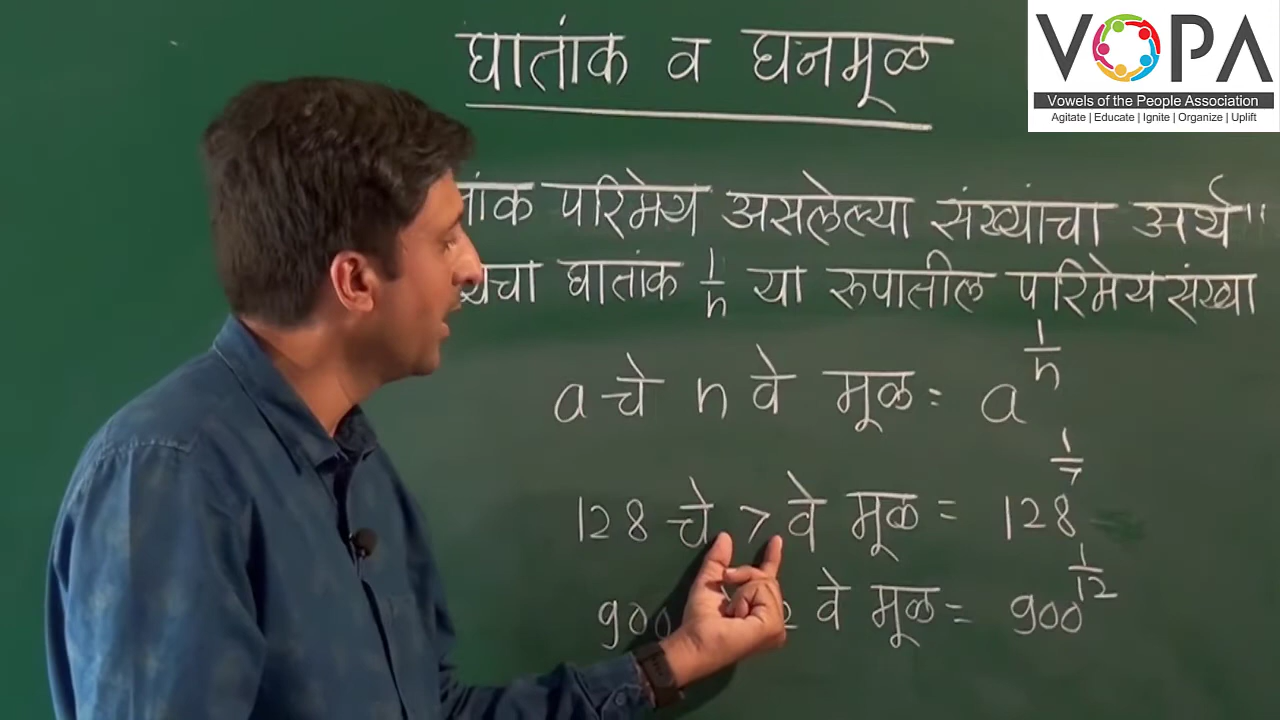 VOPA
Vowels of the People Association
Agitate | Educate | Ignite | Organize | Uplift
घातांक व घनमूळ
परिमेय असलेल्या संख्यांचा अर्थ"
घातांक 1/n या रूपातील परिमेय संख्या
a चे n वे मूळ = a^1/n
128 चे 7 वे मूळ = 128^1/7
900 वे मूळ = 900^1/12